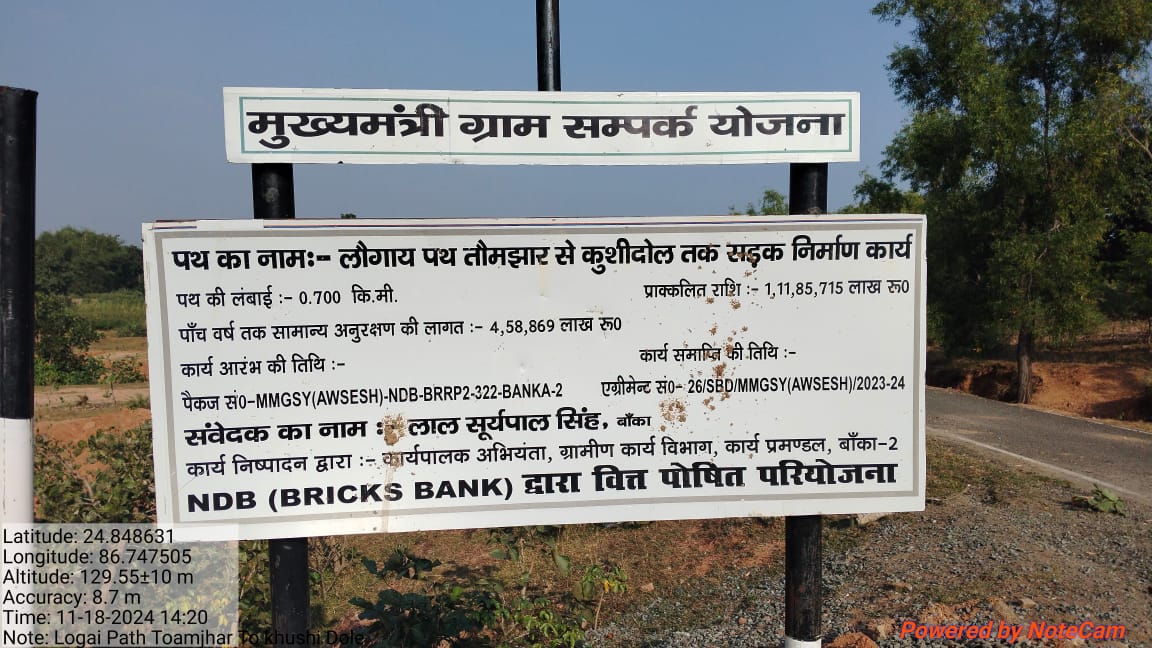 मुख्यमंत्री ग्राम सम्पर्क योजना
पथ का नामः- लौगाय पथ तौमझार से कुशीदोल तक सड़क निर्माण कार्य
पथ की लंबाई :- 0.700 कि.मी. प्राक्कलित राशि :- 1,11,85,715 लाख रू0
पाँच वर्ष तक सामान्य अनुरक्षण की लागत :- 4,58,869 लाख रू0
कार्य आरंभ की तिथि :- कार्य समाप्ति की तिथि :-
पैकज सं0-MMGSY(AWSESH)-NDB-BRRP2-322-BANKA-2 एग्रीमेन्ट सं0- 26/SBD/MMGSY(AWSESH)/2023-24
संवेदक का नाम :- लाल सूर्यपाल सिंह, बाँका
कार्य निष्पादन द्वारा :- कार्यपालक अभियंता, ग्रामीण कार्य विभाग, कार्य प्रमण्डल, बाँका-2
NDB (BRICKS BANK) द्वारा वित्त पोषित परियोजना
Latitude: 24.848631
Longitude: 86.747505
Altitude: 129.55±10 m
Accuracy: 8.7 m
Time: 11-18-2024 14:20
Note: Logai Path Toamjhar To khushi Dole
Powered by NoteCam